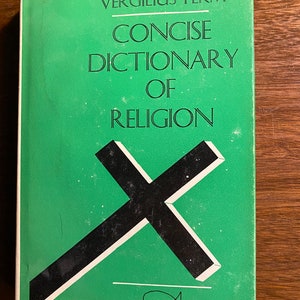 VERGILIUS FERM
CONCISE
DICTIONARY
OF
RELIGION